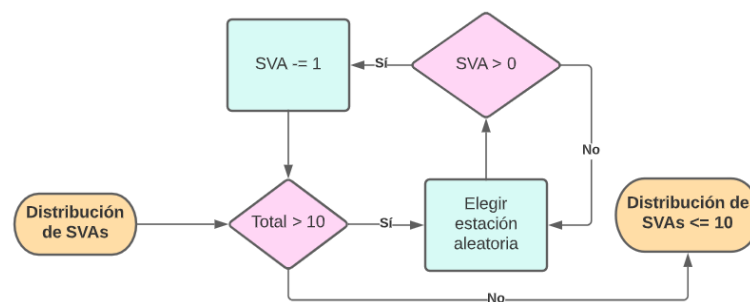 SVA -= 1
Sí
SVA > 0
No
Distribución
de SVAs
Total > 10
Sí
Elegir
estación
aleatoria
Distribución de
SVAs <= 10
No